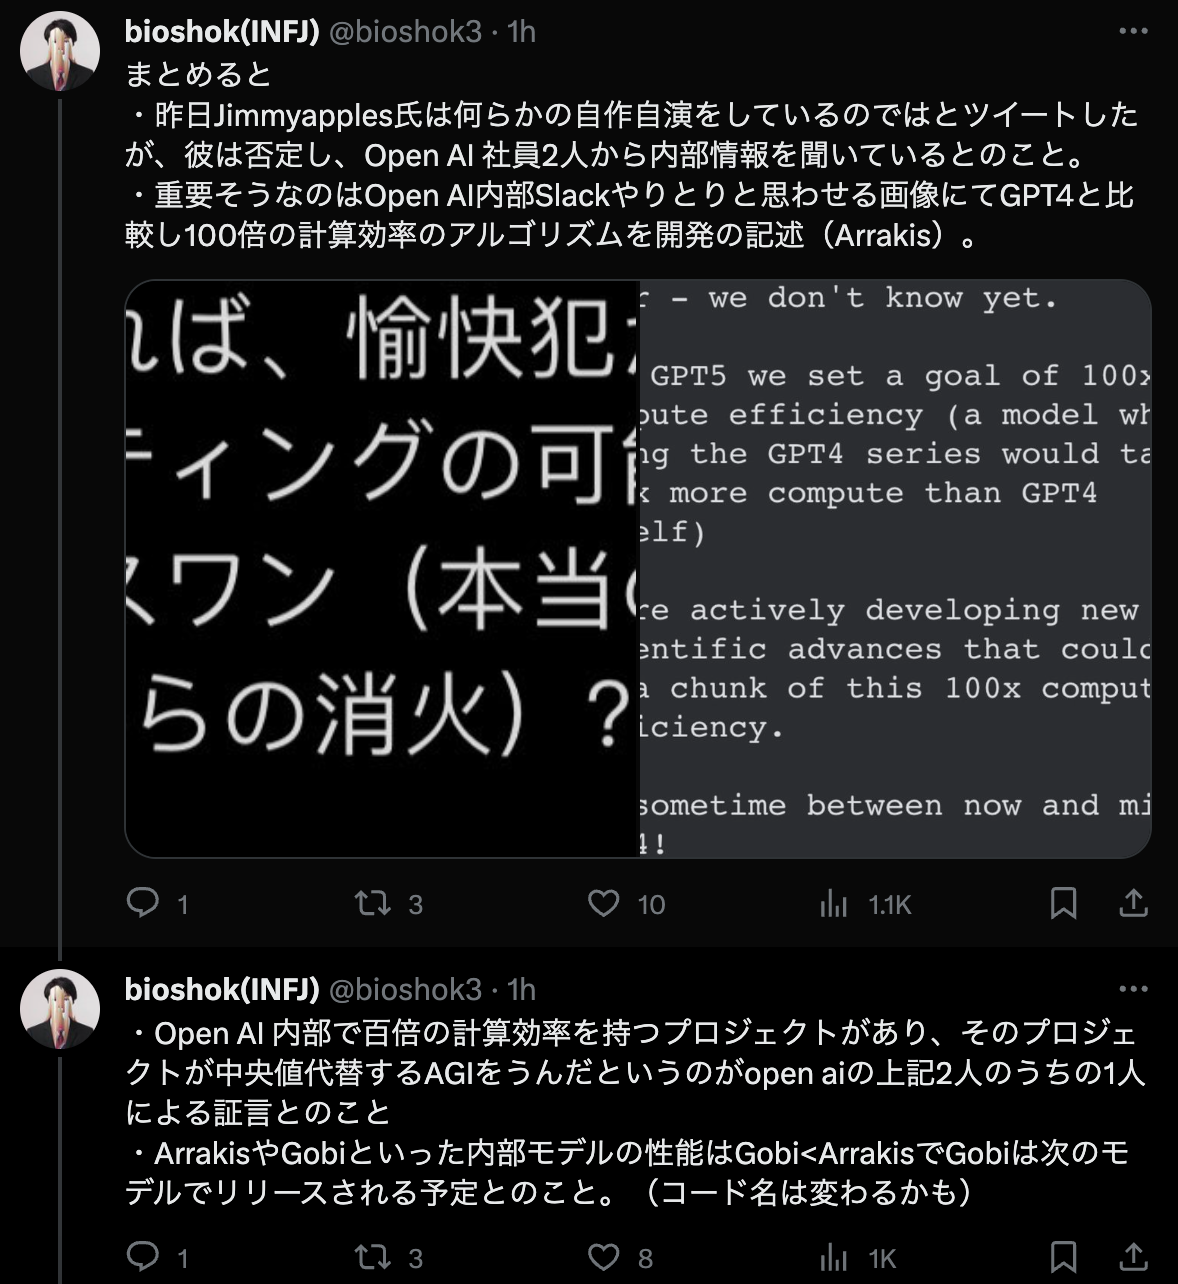 bioshok(INFJ) @bioshok3 · 1h
まとめると
・昨日Jimmyapples氏は何らかの自作自演をしているのではとツイートした
が、彼は否定し、Open AI 社員2人から内部情報を聞いているとのこと。
・重要そうなのはOpen AI内部Slackやりとりと思わせる画像にてGPT4と比
較し100倍の計算効率のアルゴリズムを開発の記述（Arrakis）。
れば、愉快犯
ティングの可能
スワン（本当の
らの消火）？
r - we don't know yet.
GPT5 we set a goal of 100x
pute efficiency (a model wh
ng the GPT4 series would ta
x more compute than GPT4
elf)
re actively developing new
entific advances that could
a chunk of this 100x comput
iciency.
sometime between now and mi
4!
1 3 10 1.1K
bioshok(INFJ) @bioshok3 · 1h
・Open AI 内部で百倍の計算効率を持つプロジェクトがあり、そのプロジェ
クトが中央値代替するAGIをうんだというのがopen aiの上記2人のうちの1人
による証言とのこと
・ArrakisやGobiといった内部モデルの性能はGobi<ArrakisでGobiは次のモ
デルでリリースされる予定とのこと。（コード名は変わるかも）
1 3 8 1K